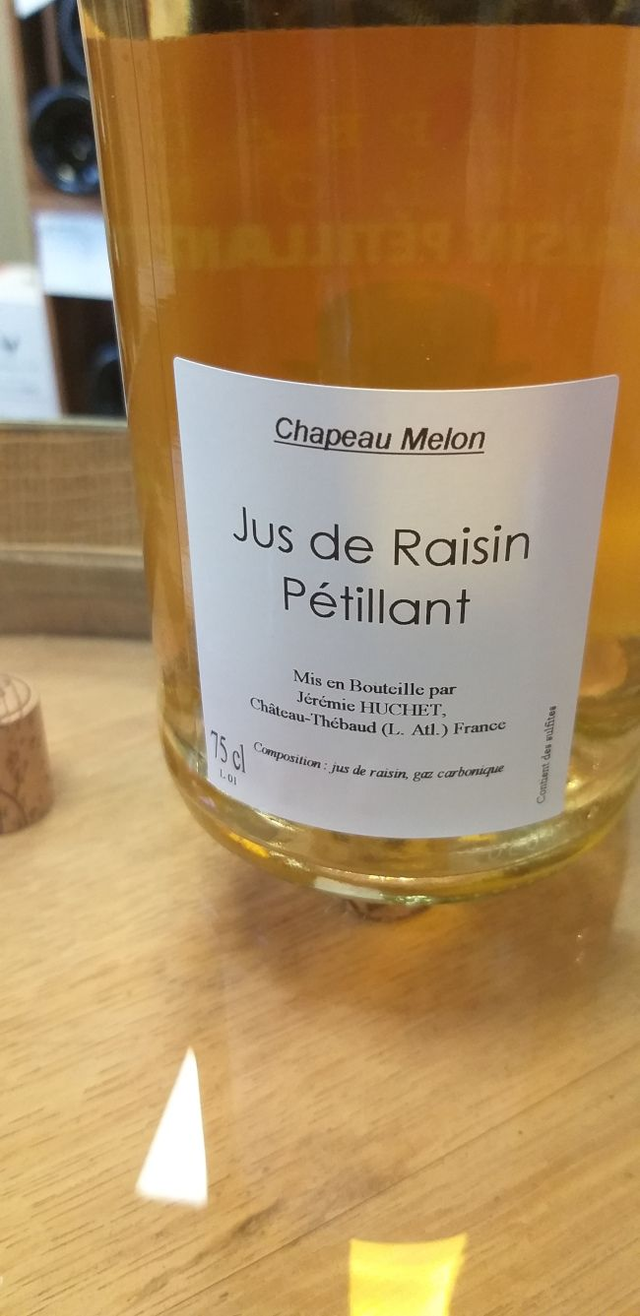 Chapeau Melon
Jus de Raisin
Pétillant
Mis en Bouteille par
Jérémie HUCHET,
Château-Thébaud (L. Atl.) France
75 cl
L 01
Composition : jus de raisin, gaz carbonique
Contient des sulfites